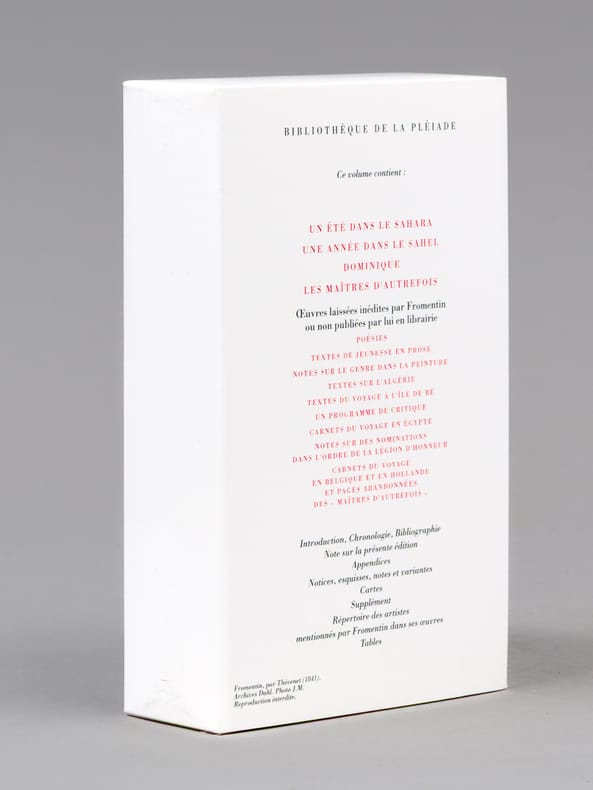 BIBLIOTHÈQUE DE LA PLÉIADE
Ce volume contient :
UN ÉTÉ DANS LE SAHARA
UNE ANNÉE DANS LE SAHEL
DOMINIQUE
LES MAÎTRES D'AUTREFOIS
Œuvres laissées inédites par Fromentin
ou non publiées par lui en librairie
POÉSIES
TEXTES DE JEUNESSE EN PROSE
NOTES SUR LE GENRE DANS LA PEINTURE
TEXTES SUR L'ALGÉRIE
TEXTES DU VOYAGE À L'ÎLE DE RÉ
UN PROGRAMME DE CRITIQUE
CARNETS DU VOYAGE EN ÉGYPTE
NOTES SUR DES NOMINATIONS
DANS L'ORDRE DE LA LÉGION D'HONNEUR
CARNETS DU VOYAGE
EN BELGIQUE ET EN HOLLANDE
ET PAGES ABANDONNÉES
DES « MAÎTRES D'AUTREFOIS »
Introduction, Chronologie, Bibliographie
Note sur la présente édition
Appendices
Notices, esquisses, notes et variantes
Cartes
Supplément
Répertoire des artistes
mentionnés par Fromentin dans ses œuvres
Tables
Fromentin, par Thévenet (1841).
Archives Dahl. Photo J.M.
Reproduction interdite.